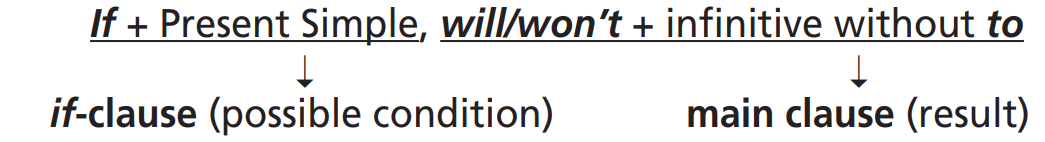 If + Present Simple, will/won’t + infinitive without to
if-clause (possible condition) main clause (result)